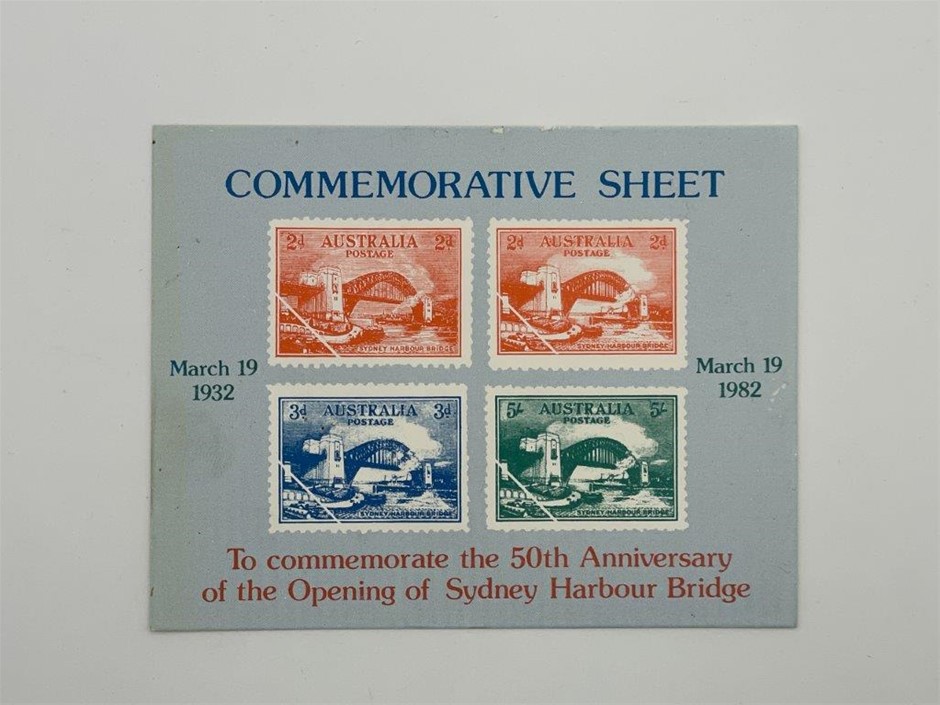 COMMEMORATIVE SHEET
2d AUSTRALIA 2d
POSTAGE
SYDNEY HARBOUR BRIDGE
2d AUSTRALIA 2d
POSTAGE
SYDNEY HARBOUR BRIDGE
March 19
1932
March 19
1982
3d AUSTRALIA 3d
POSTAGE
SYDNEY HARBOUR BRIDGE
5/- AUSTRALIA 5/-
POSTAGE
SYDNEY HARBOUR BRIDGE
To commemorate the 50th Anniversary
of the Opening of Sydney Harbour Bridge